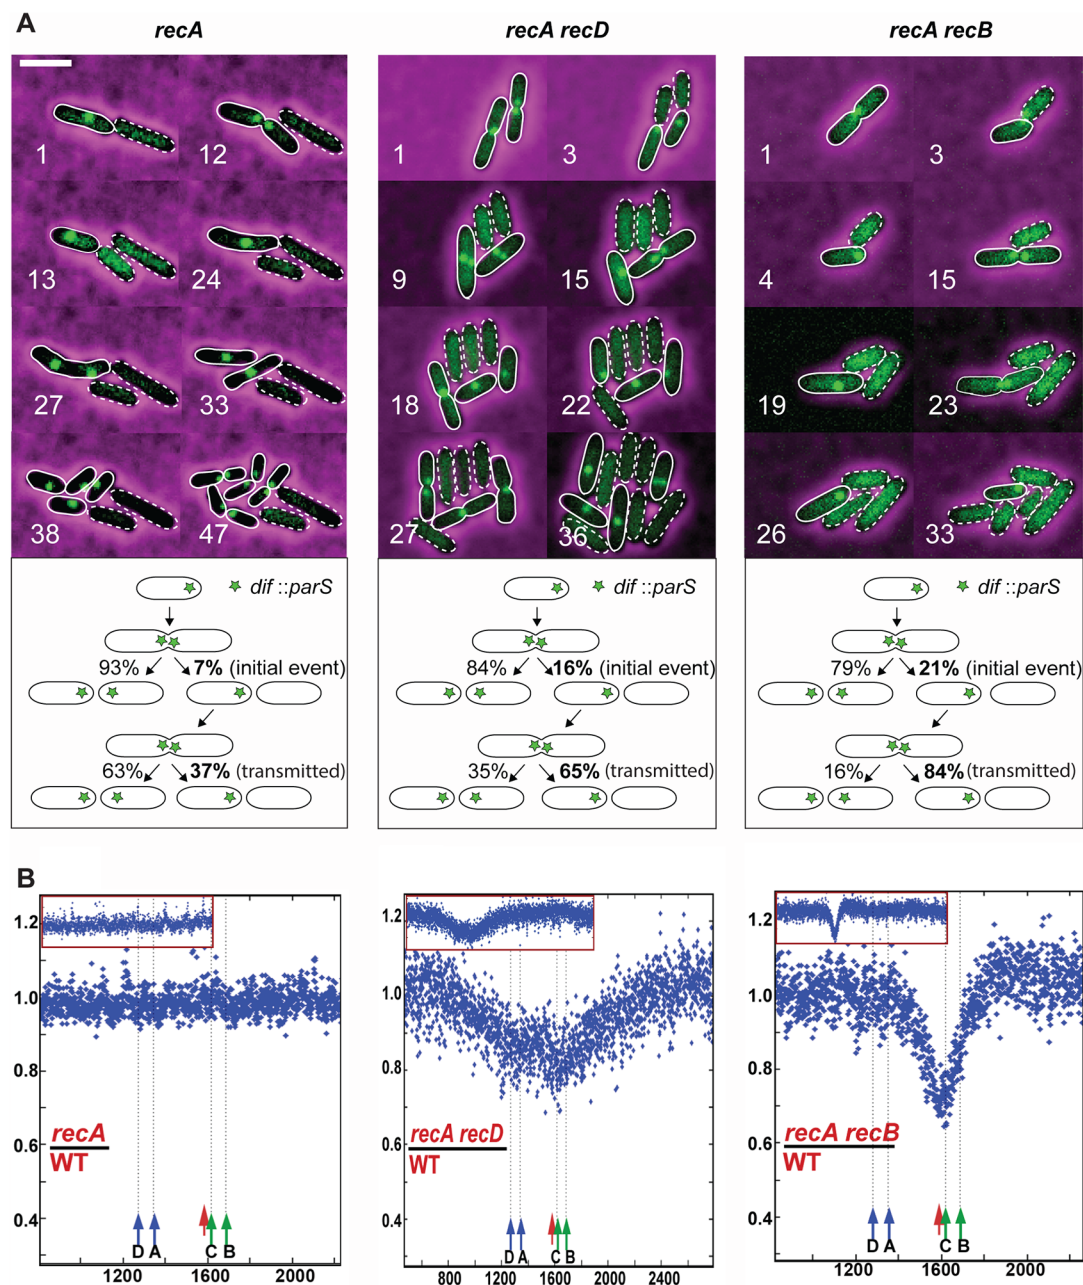 A
recA
recA recD
recA recB
1
12
1
3
1
3
13
24
9
15
4
15
27
33
18
22
19
23
38
47
27
36
26
33
dif ::parS
dif ::parS
dif ::parS
93%
7% (initial event)
84%
16% (initial event)
79%
21% (initial event)
63%
37% (transmitted)
35%
65% (transmitted)
16%
84% (transmitted)
B
1.2
1.0
0.8
0.6
0.4
recA
WT
D A C B
1200 1600 2000
1.2
1.0
0.8
0.6
0.4
recA recD
WT
D A C B
800 1200 1600 2000 2400
1.2
1.0
0.8
0.6
0.4
recA recB
WT
D A C B
1200 1600 2000